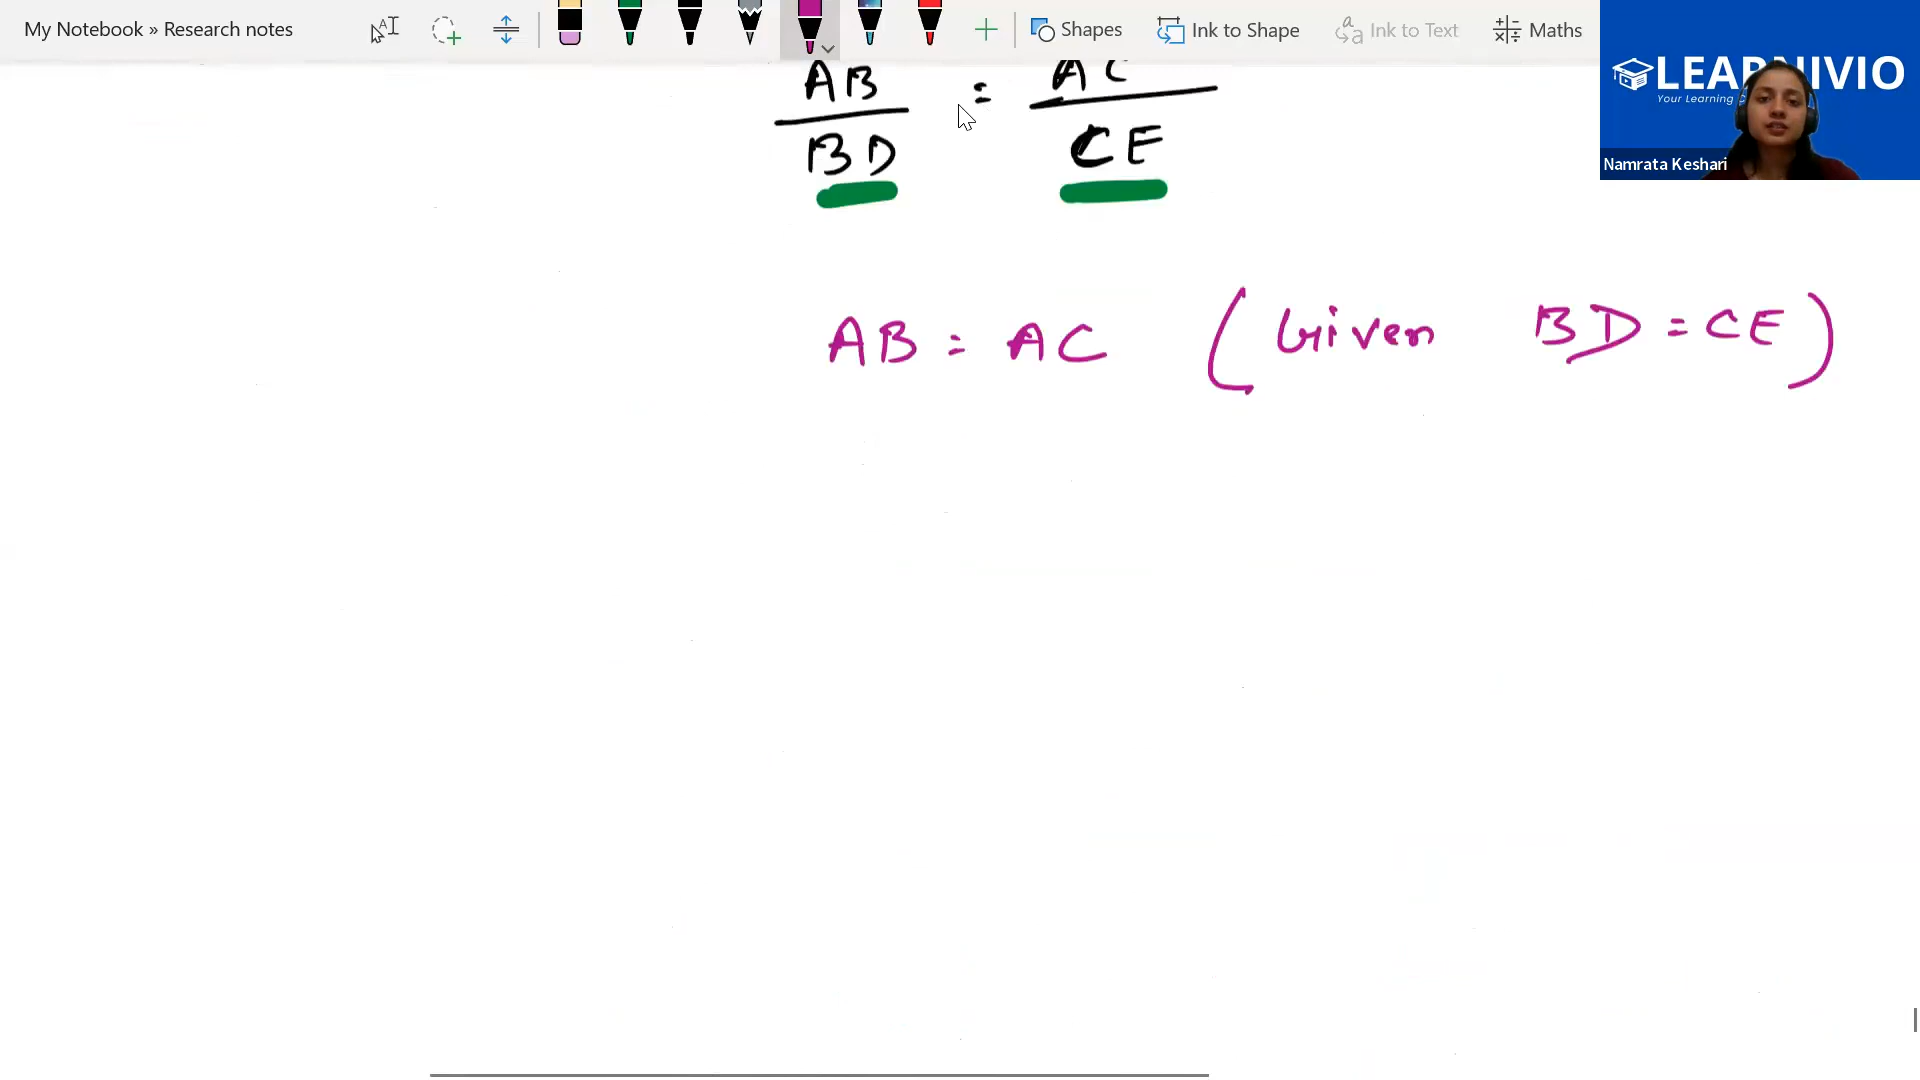 My Notebook » Research notes
Shapes
Ink to Shape
Ink to Text
Maths
LEARNIVIO
Your Learning
Namrata Keshari
AB = AC
BD CE
AB = AC (Given BD = CE)